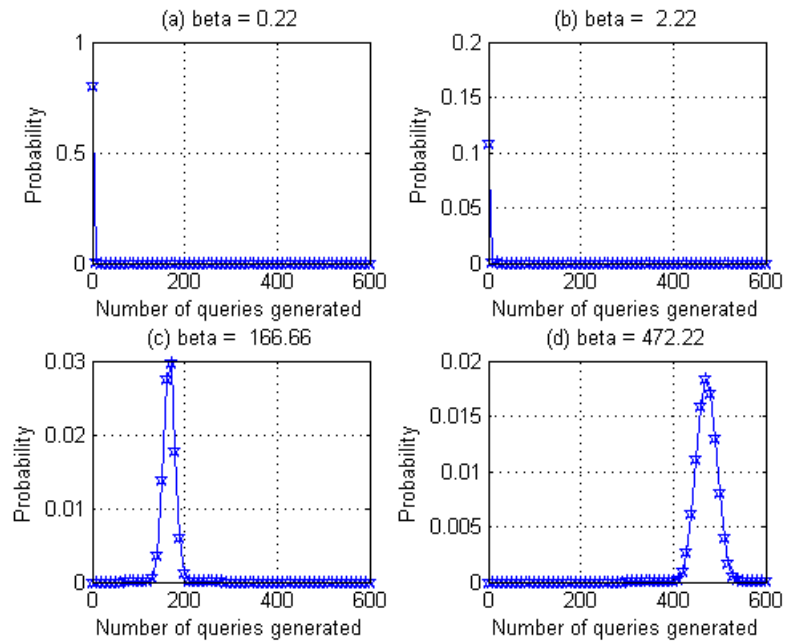 (a) beta = 0.22
1
0.5
0
Probability
0 200 400 600
Number of queries generated
(b) beta = 2.22
0.2
0.15
0.1
0.05
0
Probability
0 200 400 600
Number of queries generated
(c) beta = 166.66
0.03
0.02
0.01
0
Probability
0 200 400 600
Number of queries generated
(d) beta = 472.22
0.02
0.015
0.01
0.005
0
Probability
0 200 400 600
Number of queries generated